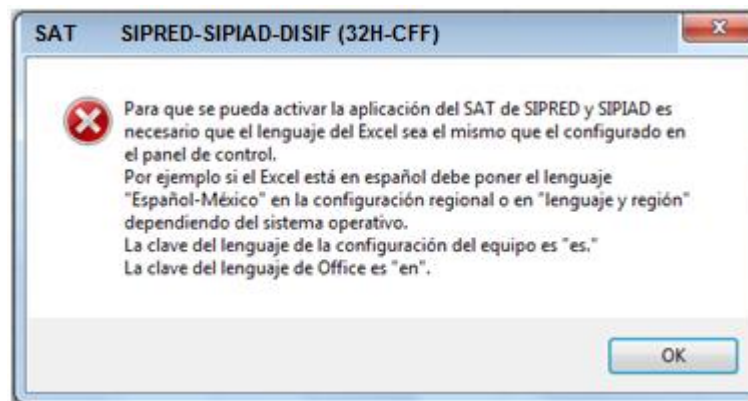 SAT SIPRED-SIPIAD-DISIF (32H-CFF)
Para que se pueda activar la aplicación del SAT de SIPRED y SIPIAD es
necesario que el lenguaje del Excel sea el mismo que el configurado en
el panel de control.
Por ejemplo si el Excel está en español debe poner el lenguaje
"Español-México" en la configuración regional o en "lenguaje y región"
dependiendo del sistema operativo.
La clave del lenguaje de la configuración del equipo es "es."
La clave del lenguaje de Office es "en".
OK